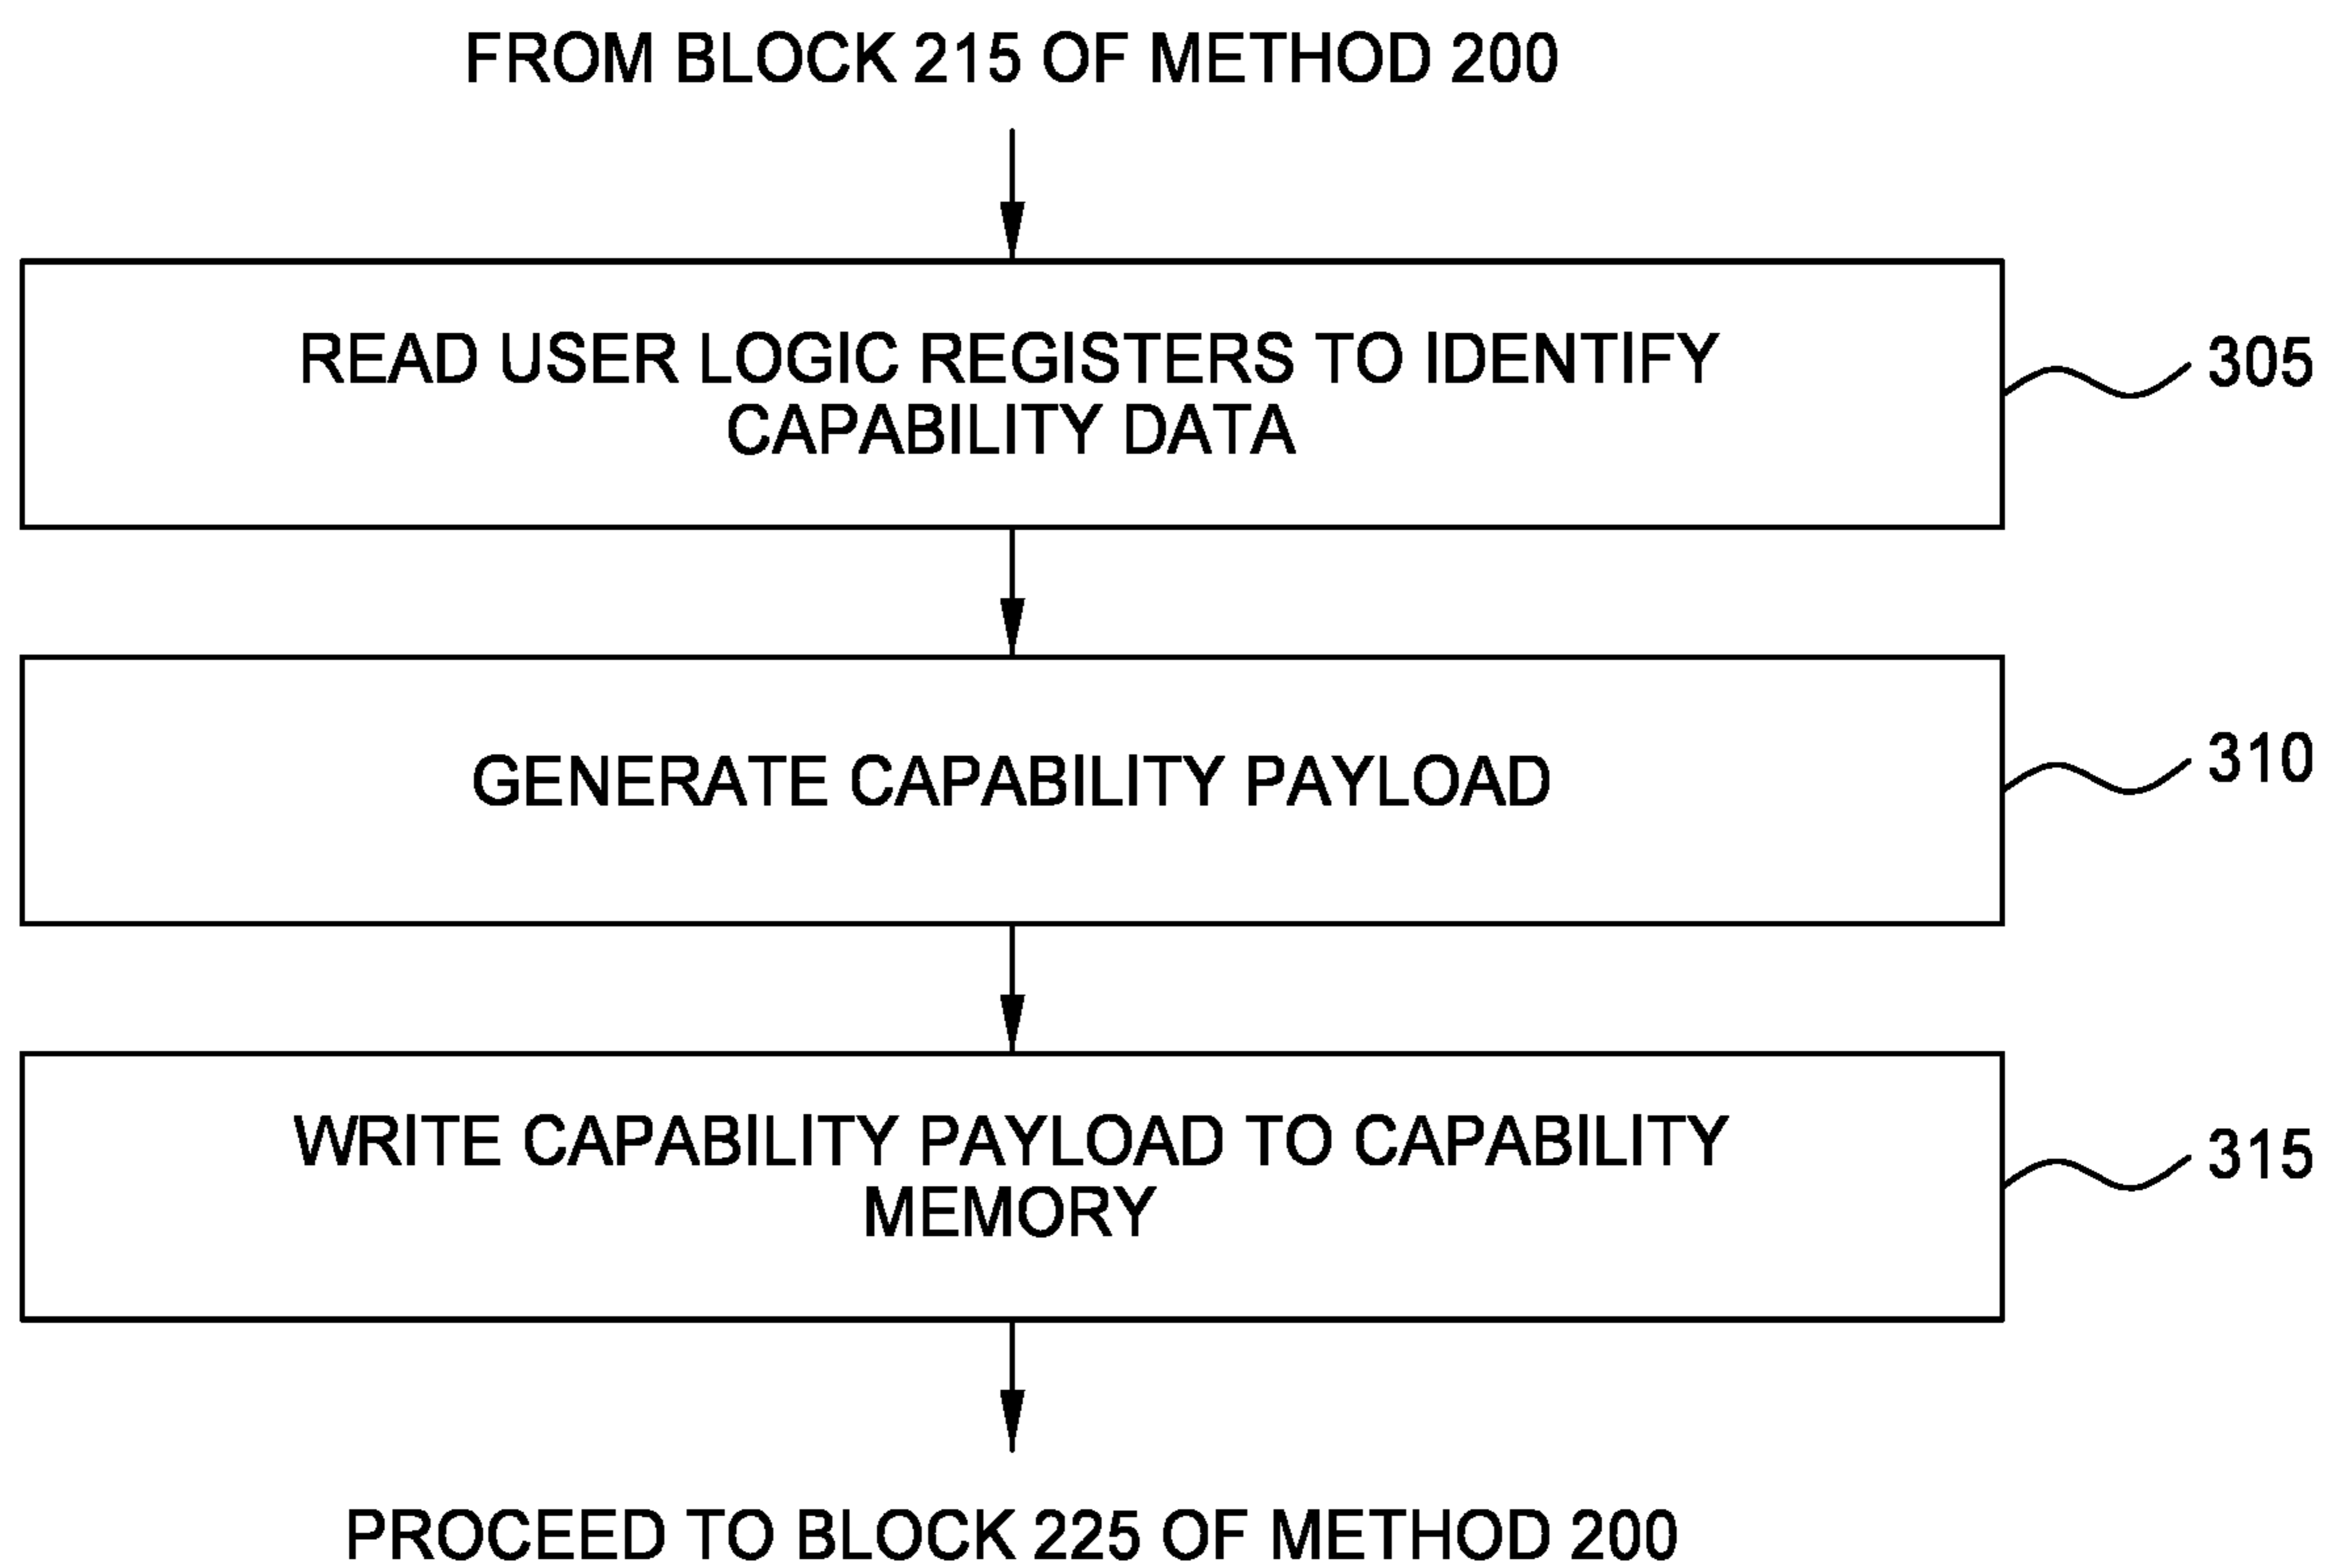 FROM BLOCK 215 OF METHOD 200
READ USER LOGIC REGISTERS TO IDENTIFY
CAPABILITY DATA
305
GENERATE CAPABILITY PAYLOAD
310
WRITE CAPABILITY PAYLOAD TO CAPABILITY
MEMORY
315
PROCEED TO BLOCK 225 OF METHOD 200